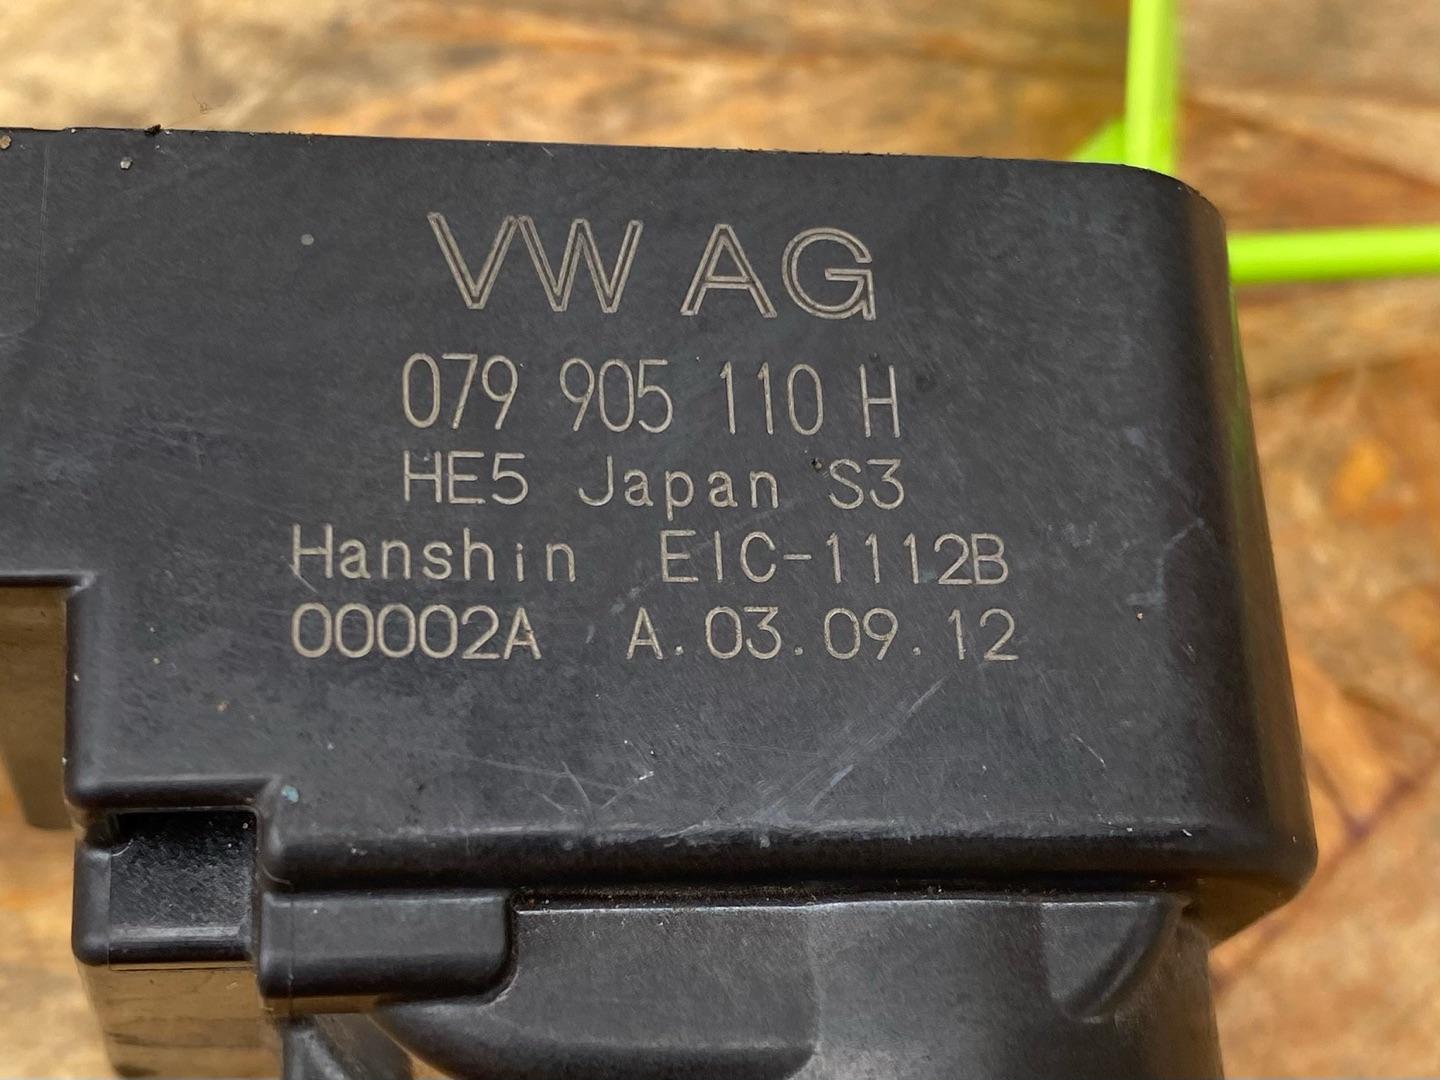 VW AG
079 905 110 H
HE5 Japan S3
Hanshin EIC-1112B
00002A A.03.09.12